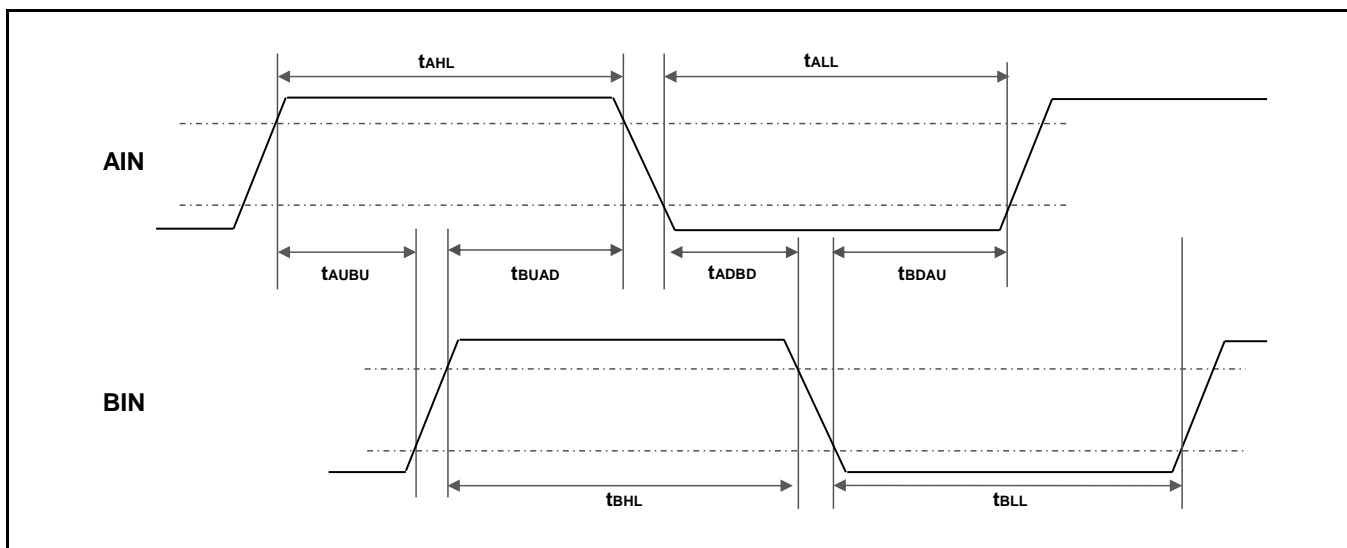 tAHL tALL
AIN
tAUBU tBUAD tADBD tBDAU
BIN
tBHL tBLL